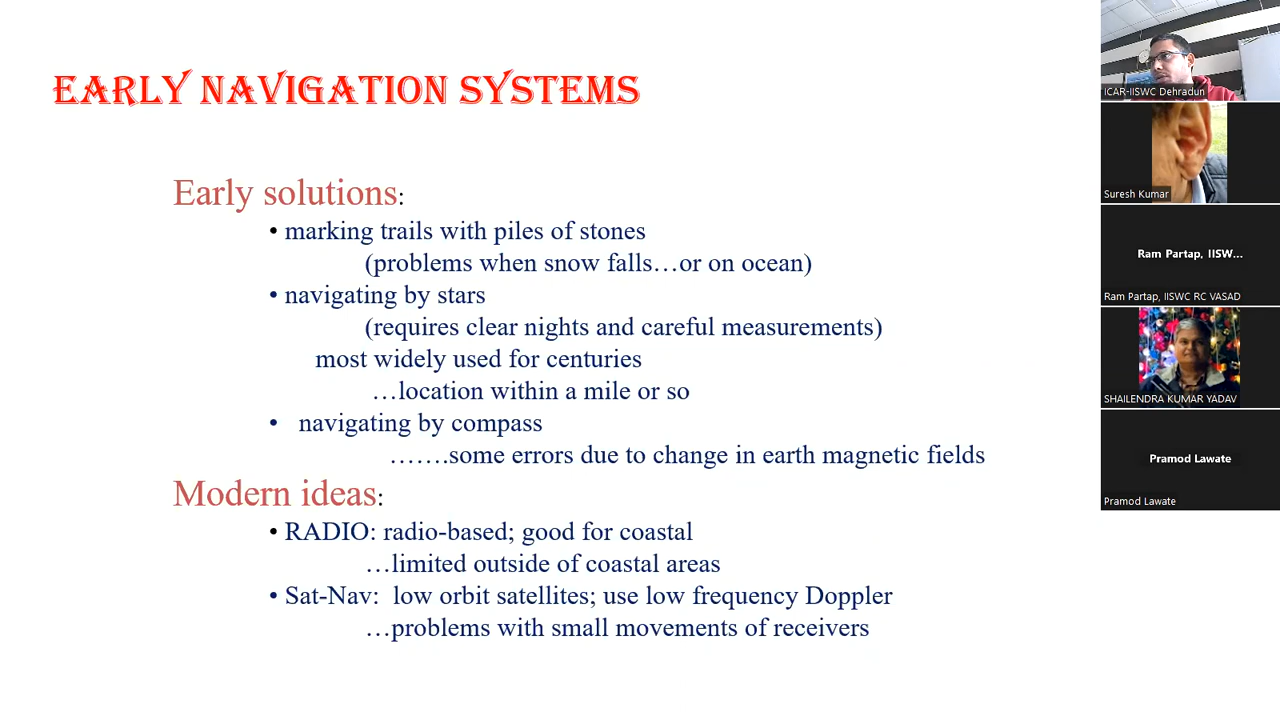 EARLY NAVIGATION SYSTEMS
Early solutions:
• marking trails with piles of stones
(problems when snow falls…or on ocean)
• navigating by stars
(requires clear nights and careful measurements)
most widely used for centuries
…location within a mile or so
• navigating by compass
…….some errors due to change in earth magnetic fields
Modern ideas:
• RADIO: radio-based; good for coastal
…limited outside of coastal areas
• Sat-Nav: low orbit satellites; use low frequency Doppler
…problems with small movements of receivers
ICAR-IISWC Dehradun
Suresh Kumar
Ram Partap, IISW...
Ram Partap, IISWC RC VASAD
SHAILENDRA KUMAR YADAV
Pramod Lawate
Pramod Lawate